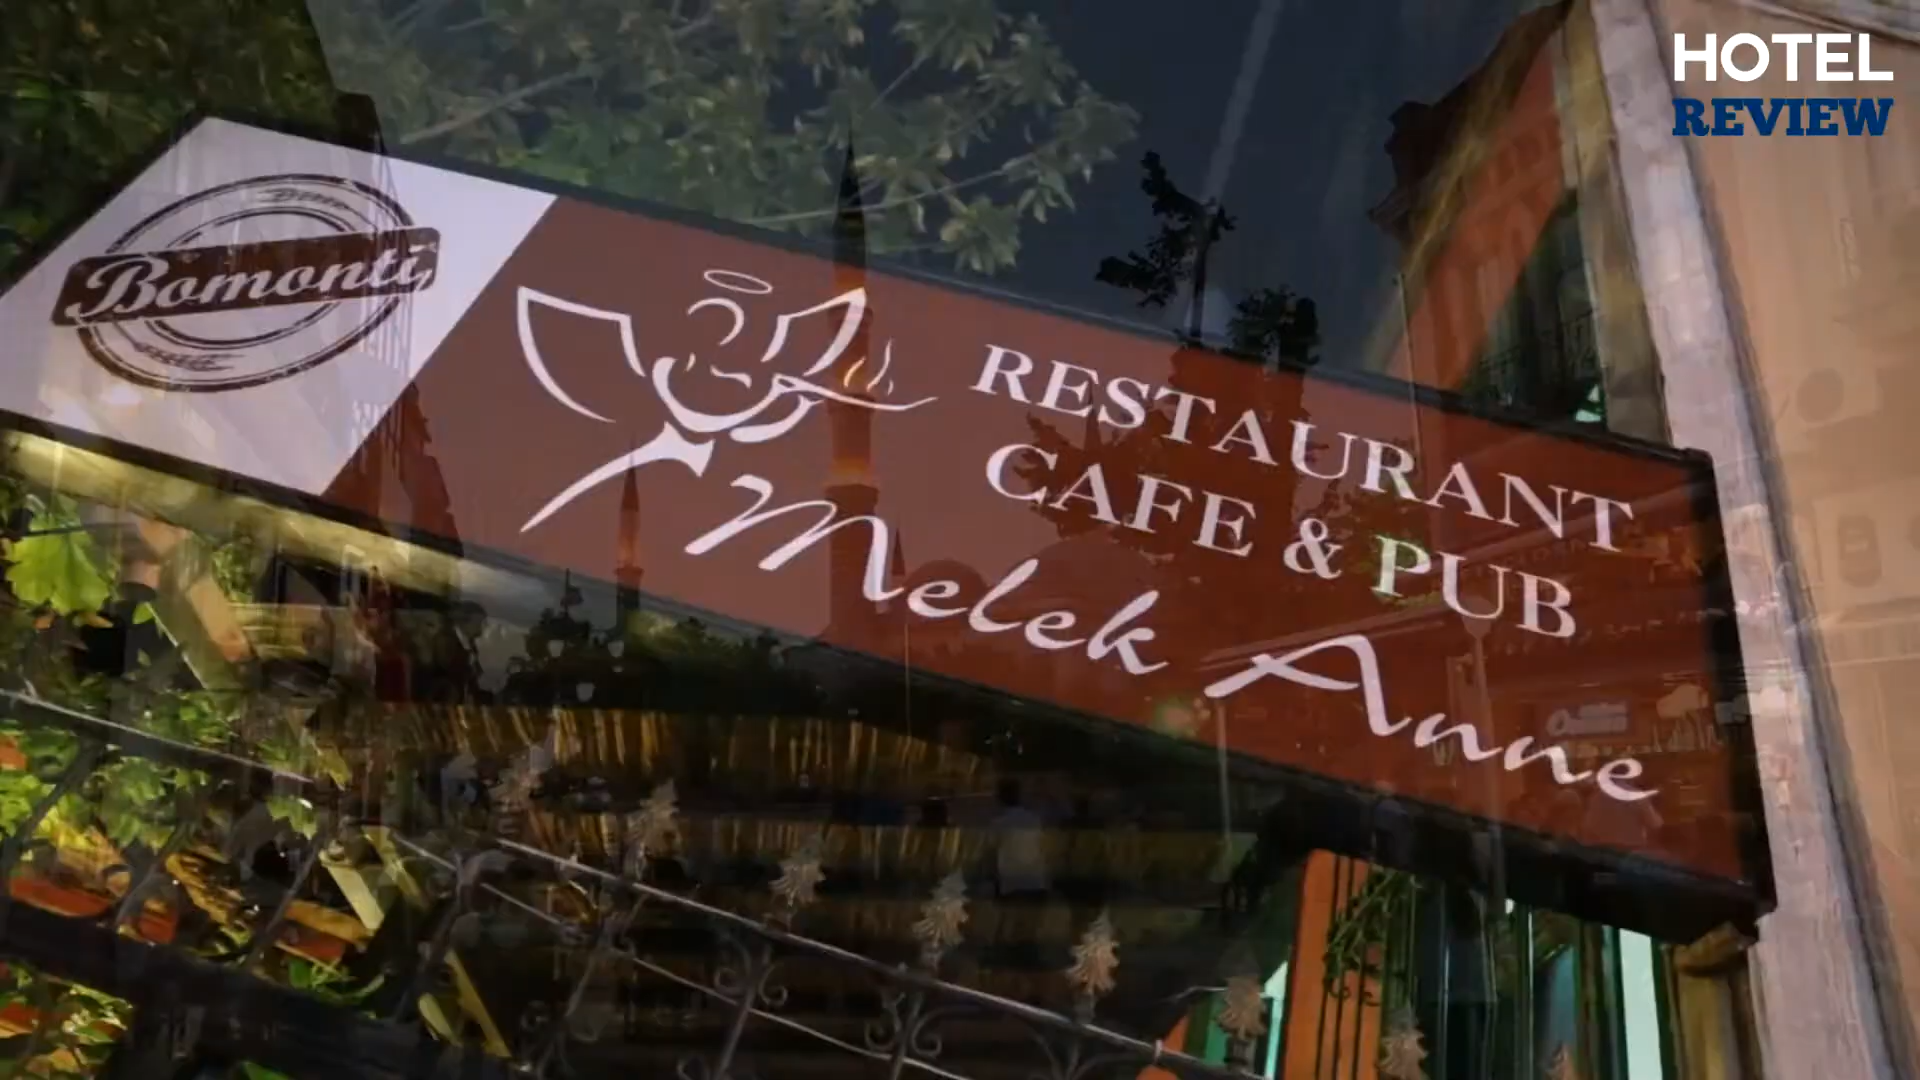 HOTEL
REVIEW
Bomonti
RESTAURANT
CAFE & PUB
Melek Anne